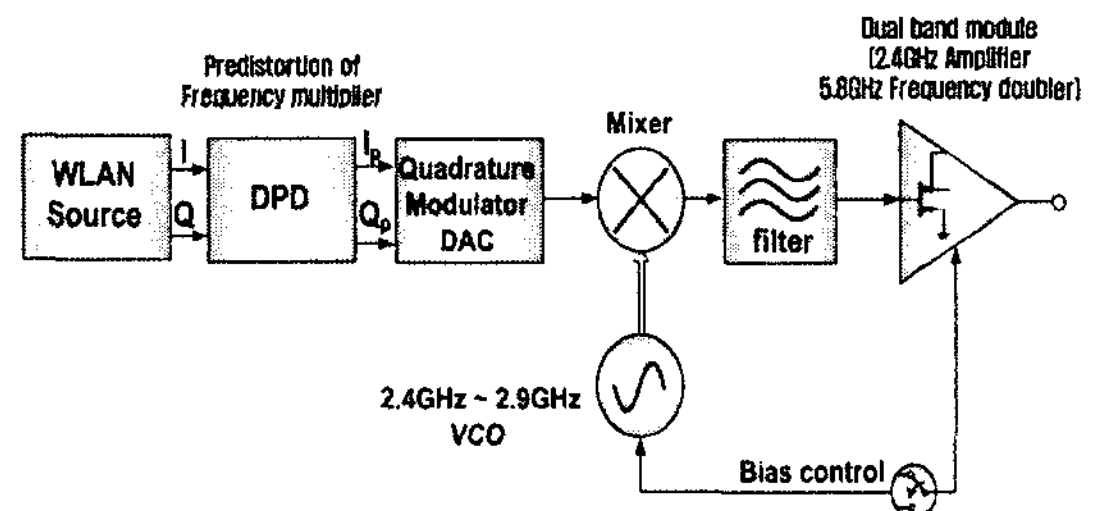 Dual band module
(2.4GHz Amplifier
5.8GHz Frequency doubler)
Predistortion of
Frequency multiplier
Mixer
WLAN
Source
I
Q
DPD
Ip
Qp
Quadrature
Modulator
DAC
filter
2.4GHz ~ 2.9GHz
VCO
Bias control